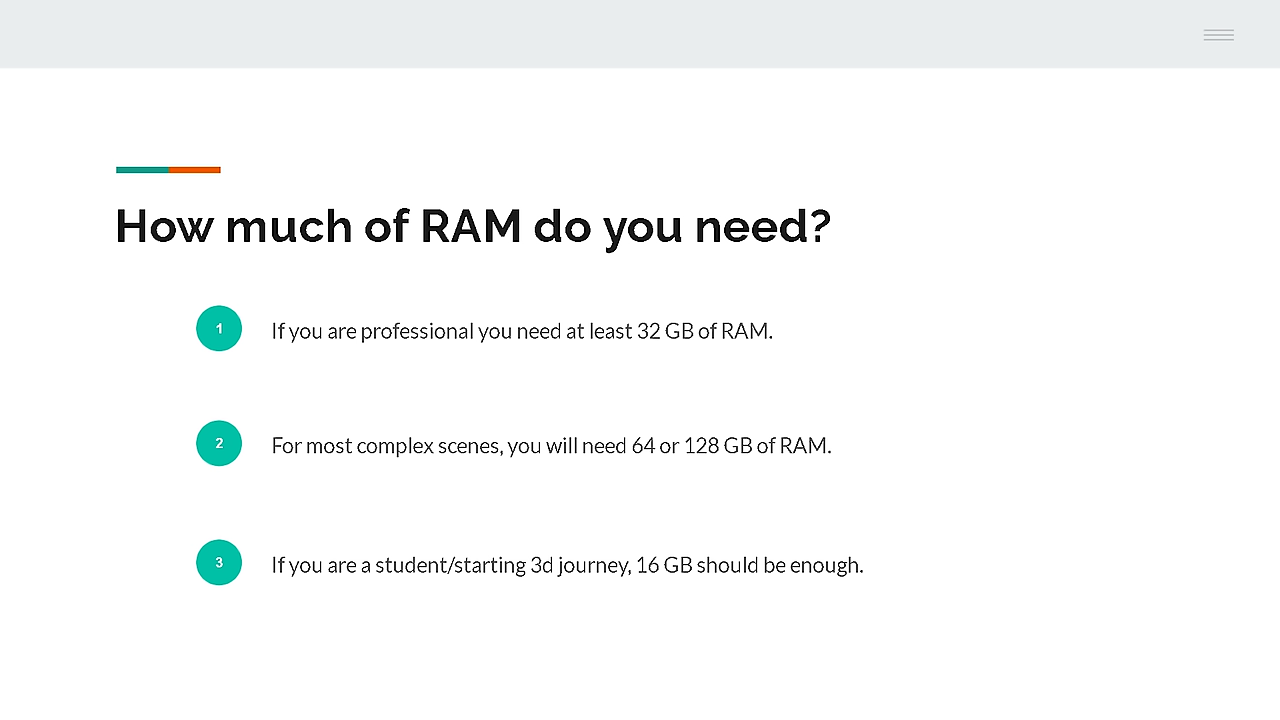 How much of RAM do you need?
1 If you are professional you need at least 32 GB of RAM.
2 For most complex scenes, you will need 64 or 128 GB of RAM.
3 If you are a student/starting 3d journey, 16 GB should be enough.